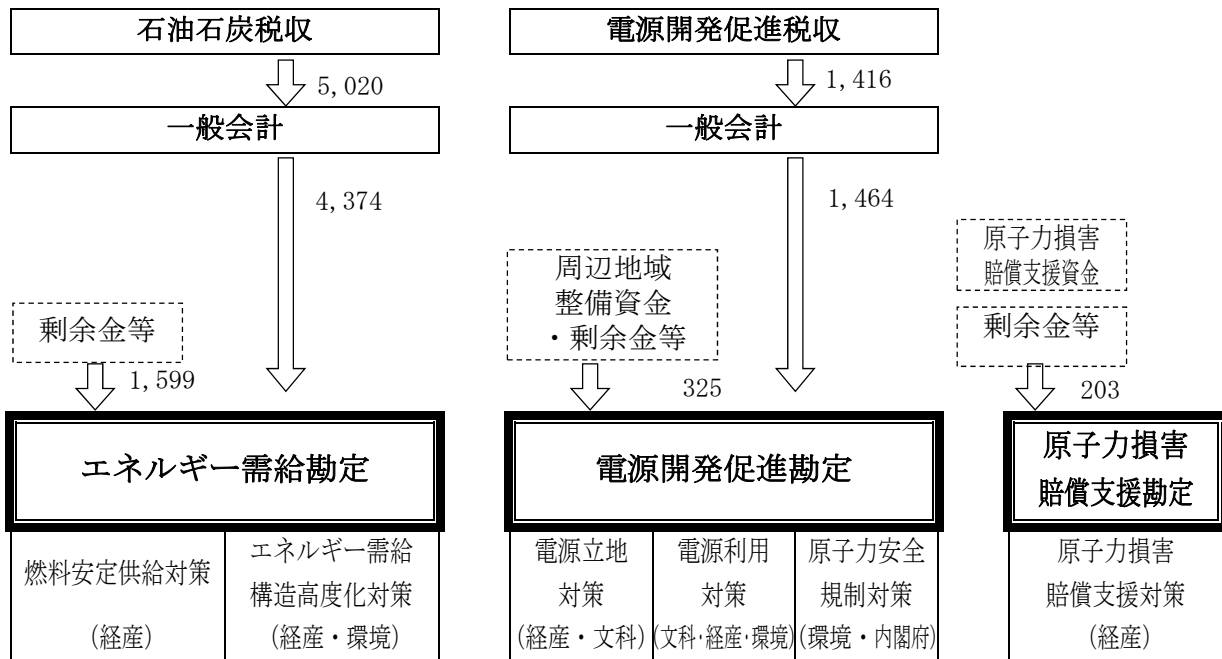 石油石炭税収
5,020
一般会計
4,374
剰余金等
1,599
エネルギー需給勘定
燃料安定供給対策
（経産）
エネルギー需給
構造高度化対策
（経産・環境）
電源開発促進税収
1,416
一般会計
1,464
周辺地域
整備資金
・剰余金等
325
電源開発促進勘定
電源立地
対策
（経産・文科）
電源利用
対策
（文科・経産・環境）
原子力安全
規制対策
（環境・内閣府）
原子力損害
賠償支援資金
剰余金等
203
原子力損害
賠償支援勘定
原子力損害
賠償支援対策
（経産）